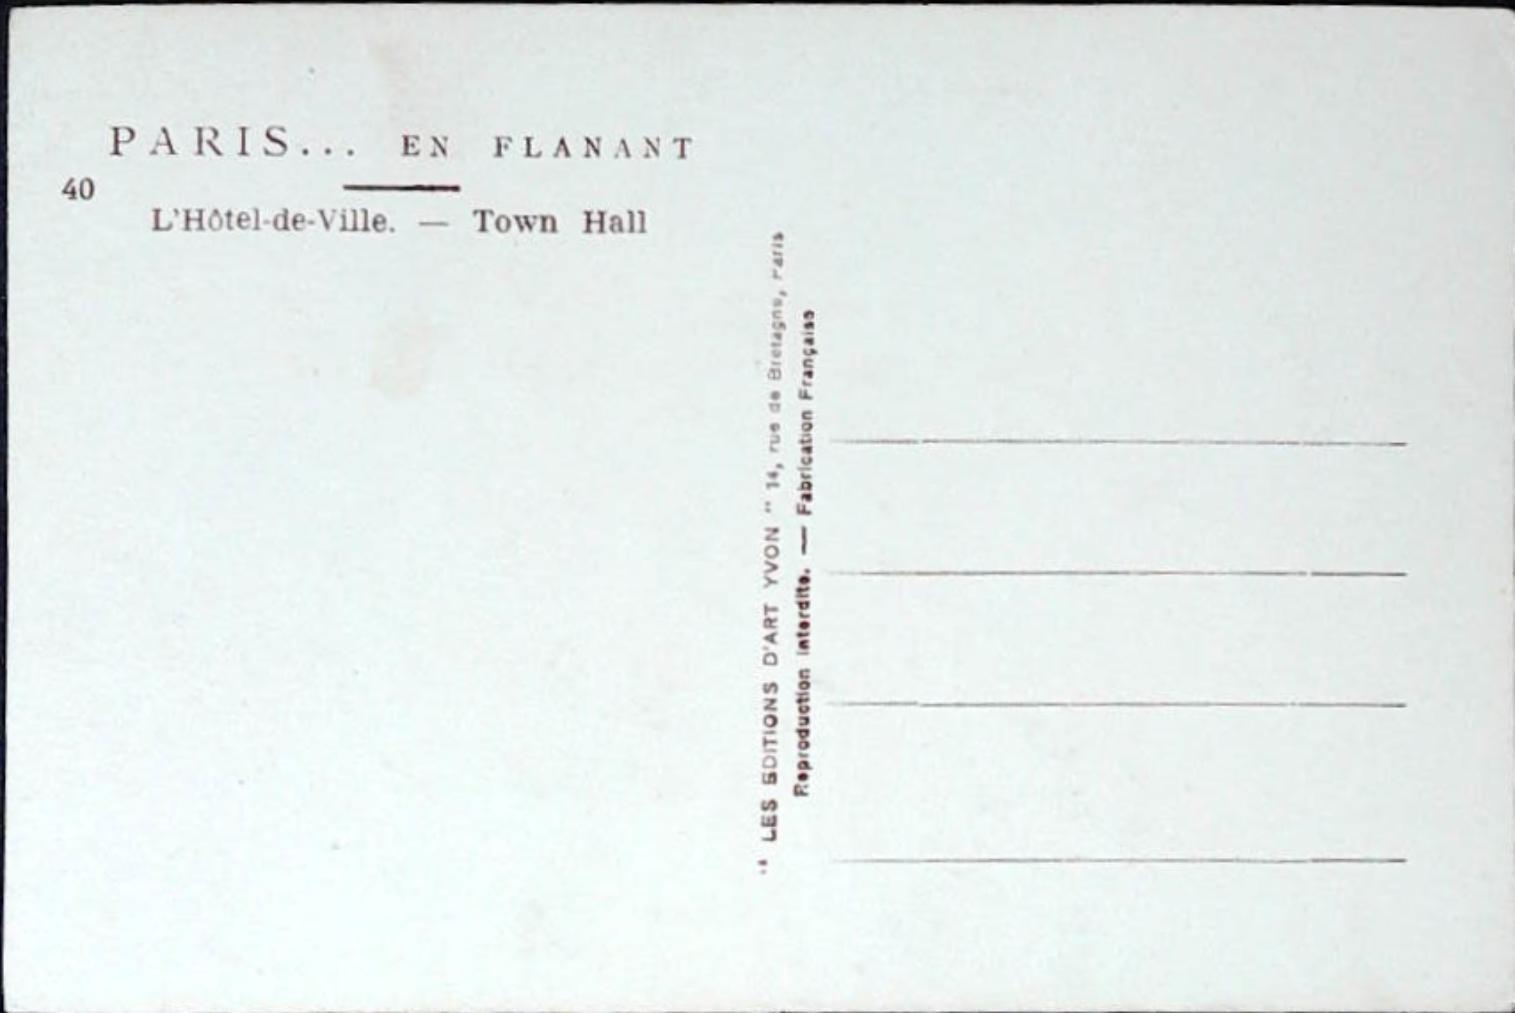 PARIS... EN FLANANT
40
L'Hôtel-de-Ville. — Town Hall
" LES EDITIONS D'ART YVON " 14, rue de Bretagne, Paris
Reproduction interdite. — Fabrication Française